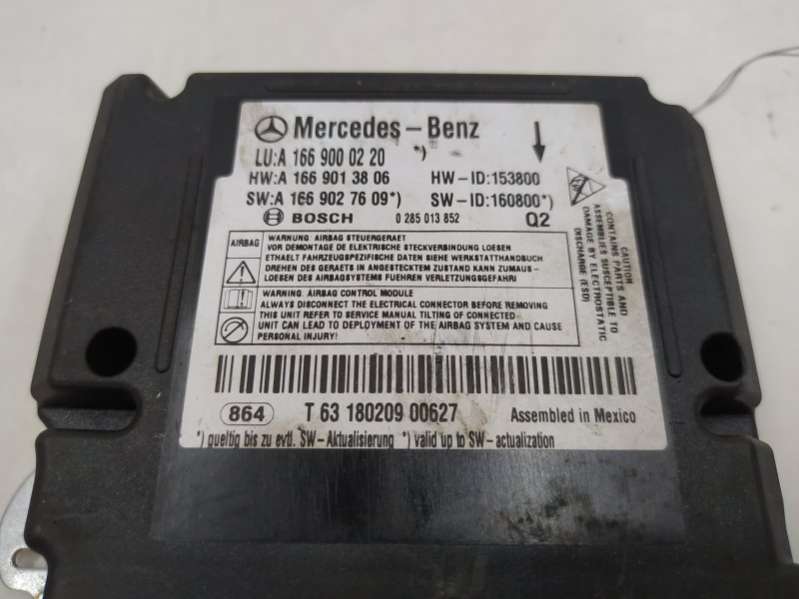 Mercedes-Benz
LU:A 166 900 02 20 *)
HW:A 166 901 38 06 HW-ID:153800
SW:A 166 902 76 09*) SW-ID:160800*)
BOSCH 0 285 013 852 Q2
AIRBAG
WARNUNG AIRBAG STEUERGERAET
VOR DEMONTAGE DIE ELEKTRISCHE STECKVERBINDUNG LOESEN
ETHAELT FAHRZEUGSPEZIFISCHE DATEN SIEHE WERKSTATTHANDBUCH
DREHEN DES GERAETS IN ANGESTECKTEM ZUSTAND KANN ZUMAUS-
LOESEN DES AIRBAGSYSTEMS FUEHREN VERLETZUNGSGEFAHR!
WARNING. AIRBAG CONTROL MODULE
ALWAYS DISCONNECT THE ELECTRICAL CONNECTOR BEFORE REMOVING
THIS UNIT REFER TO SERVICE MANUAL TILTING OF CONNECTED
UNIT CAN LEAD TO DEPLOYMENT OF THE AIRBAG SYSTEM AND CAUSE
PERSONAL INJURY!
CAUTION
CONTAINS PARTS AND
ASSEMBLIES SUSCEPTIBLE TO
DAMAGE BY ELECTROSTATIC
DISCHARGE (ESD)
864 T 63 180209 00627 Assembled in Mexico
*) gueltig bis zu evtl. SW-Aktualisierung *) valid up to SW-actualization